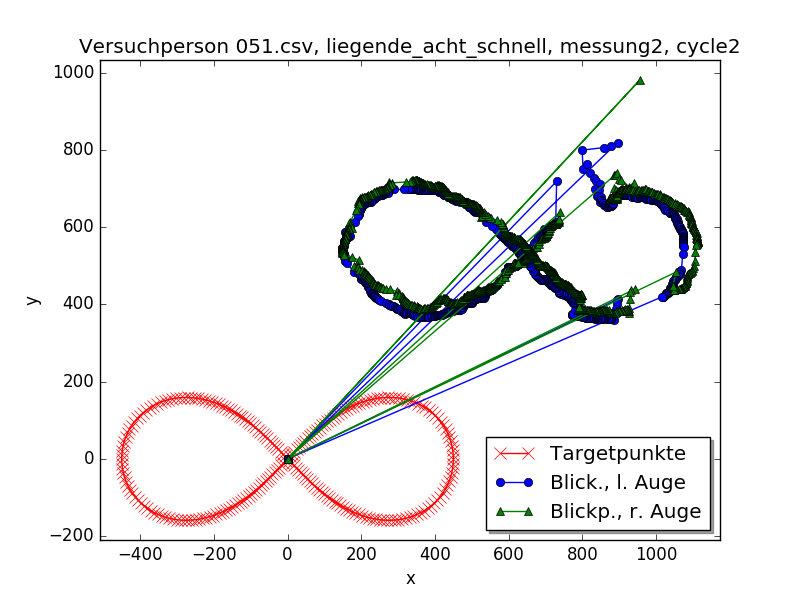 Versuchperson 051.csv, liegende_acht_schnell, messung2, cycle2
1000
800
600
400
200
0
−200
y
−400 −200 0 200 400 600 800 1000
x
Targetpunkte
Blick., l. Auge
Blickp., r. Auge